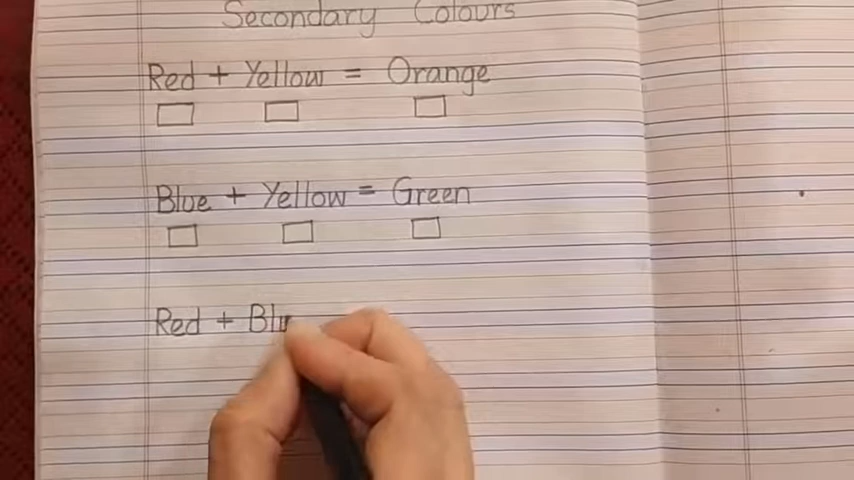 Secondary Colours
Red + Yellow = Orange
Blue + Yellow = Green
Red + Blu